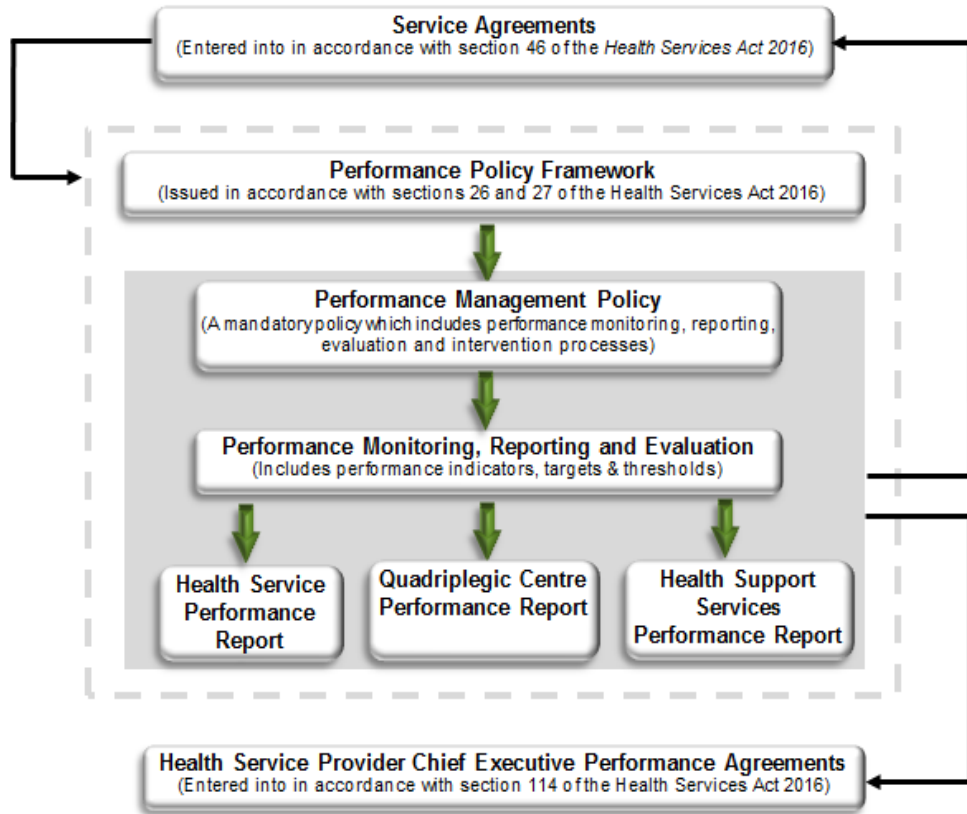 Service Agreements
(Entered into in accordance with section 46 of the Health Services Act 2016)
Performance Policy Framework
(Issued in accordance with sections 26 and 27 of the Health Services Act 2016)
Performance Management Policy
(A mandatory policy which includes performance monitoring, reporting,
evaluation and intervention processes)
Performance Monitoring, Reporting and Evaluation
(Includes performance indicators, targets & thresholds)
Health Service
Performance
Report
Quadriplegic Centre
Performance Report
Health Support
Services
Performance Report
Health Service Provider Chief Executive Performance Agreements
(Entered into in accordance with section 114 of the Health Services Act 2016)